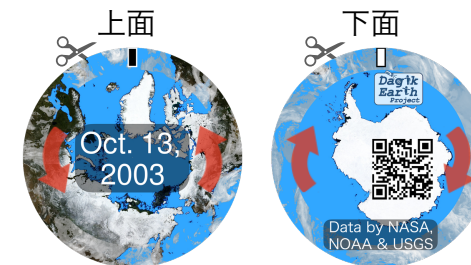 上面
下面
Oct. 13,
2003
Dagik
Earth
Project
Data by NASA,
NOAA & USGS